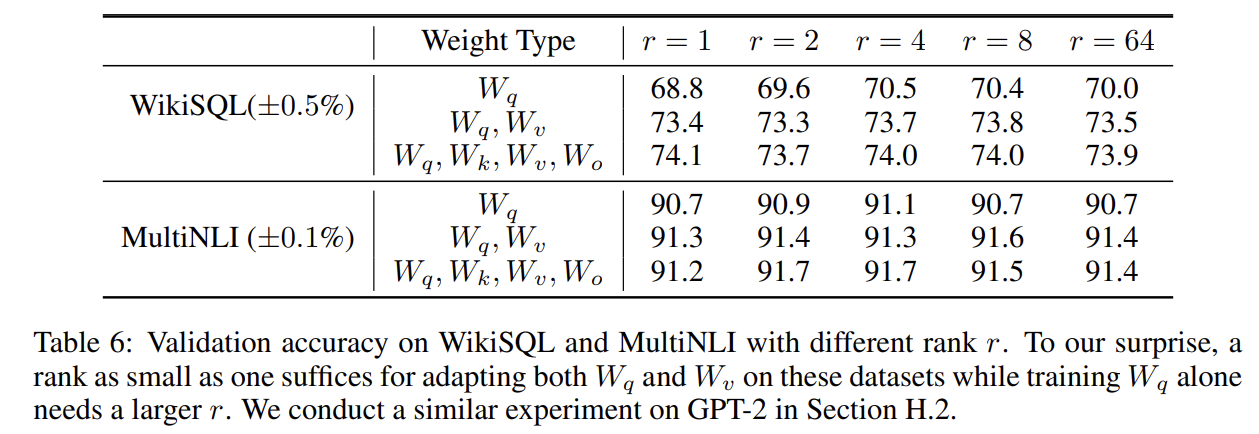 Weight Type r = 1 r = 2 r = 4 r = 8 r = 64
W_q 68.8 69.6 70.5 70.4 70.0
WikiSQL(±0.5%) W_q, W_v 73.4 73.3 73.7 73.8 73.5
W_q, W_k, W_v, W_o 74.1 73.7 74.0 74.0 73.9
W_q 90.7 90.9 91.1 90.7 90.7
MultiNLI (±0.1%) W_q, W_v 91.3 91.4 91.3 91.6 91.4
W_q, W_k, W_v, W_o 91.2 91.7 91.7 91.5 91.4
Table 6: Validation accuracy on WikiSQL and MultiNLI with different rank r. To our surprise, a
rank as small as one suffices for adapting both W_q and W_v on these datasets while training W_q alone
needs a larger r. We conduct a similar experiment on GPT-2 in Section H.2.